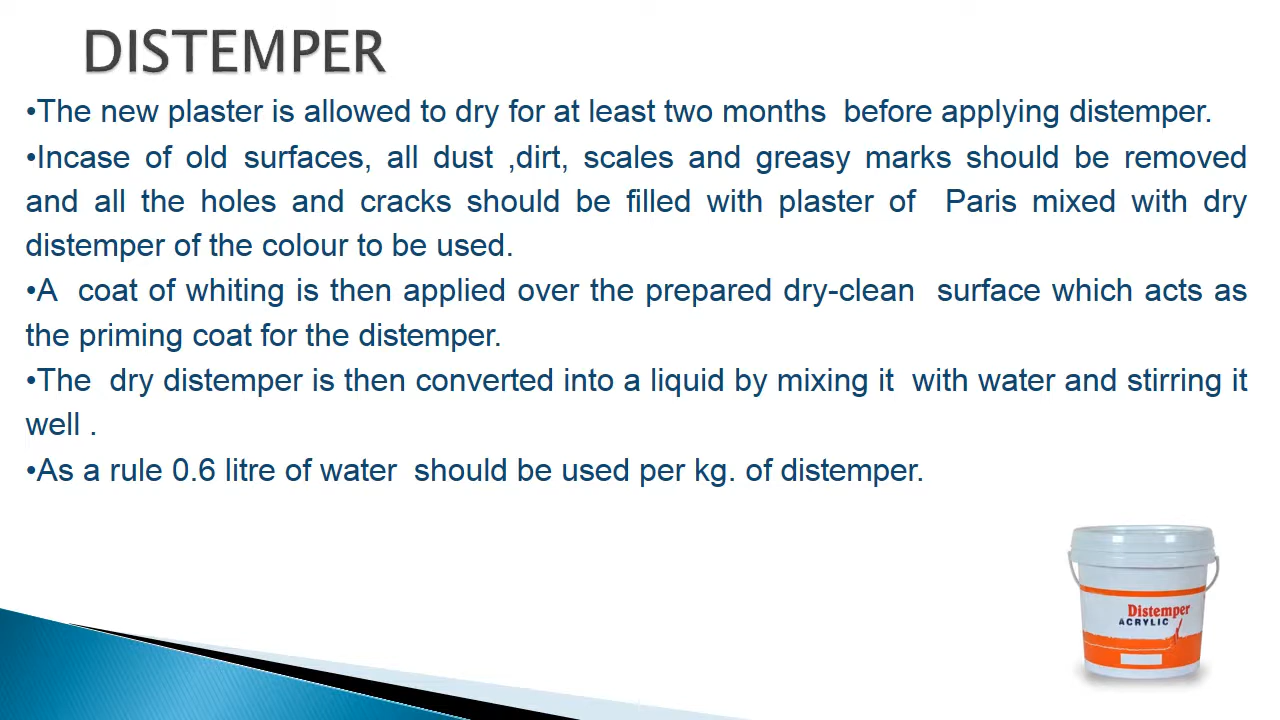 DISTEMPER
•The new plaster is allowed to dry for at least two months  before applying distemper.
•Incase of old surfaces, all dust ,dirt, scales and greasy marks should be removed
and all the holes and cracks should be filled with plaster of  Paris mixed with dry
distemper of the colour to be used.
•A  coat of whiting is then applied over the prepared dry-clean  surface which acts as
the priming coat for the distemper.
•The  dry distemper is then converted into a liquid by mixing it  with water and stirring it
well .
•As a rule 0.6 litre of water  should be used per kg. of distemper.
Distemper
ACRYLIC